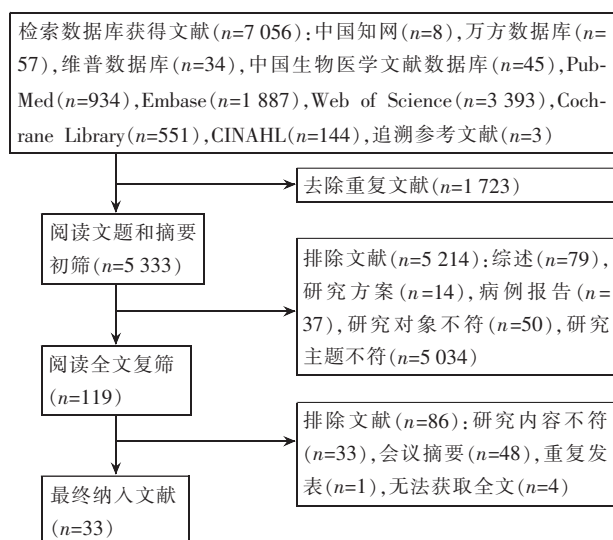 检索数据库获得文献(n=7 056):中国知网(n=8),万方数据库(n=
57),维普数据库(n=34),中国生物医学文献数据库(n=45),Pub-
Med(n=934),Embase(n=1 887),Web of Science(n=3 393),Coch-
rane Library(n=551),CINAHL(n=144),追溯参考文献(n=3)
去除重复文献(n=1 723)
阅读文题和摘要
初筛(n=5 333)
排除文献(n=5 214):综述(n=79),
研究方案(n=14),病例报告(n=
37),研究对象不符(n=50),研究
主题不符(n=5 034)
阅读全文复筛
(n=119)
排除文献(n=86):研究内容不符
(n=33),会议摘要(n=48),重复发
表(n=1),无法获取全文(n=4)
最终纳入文献
(n=33)